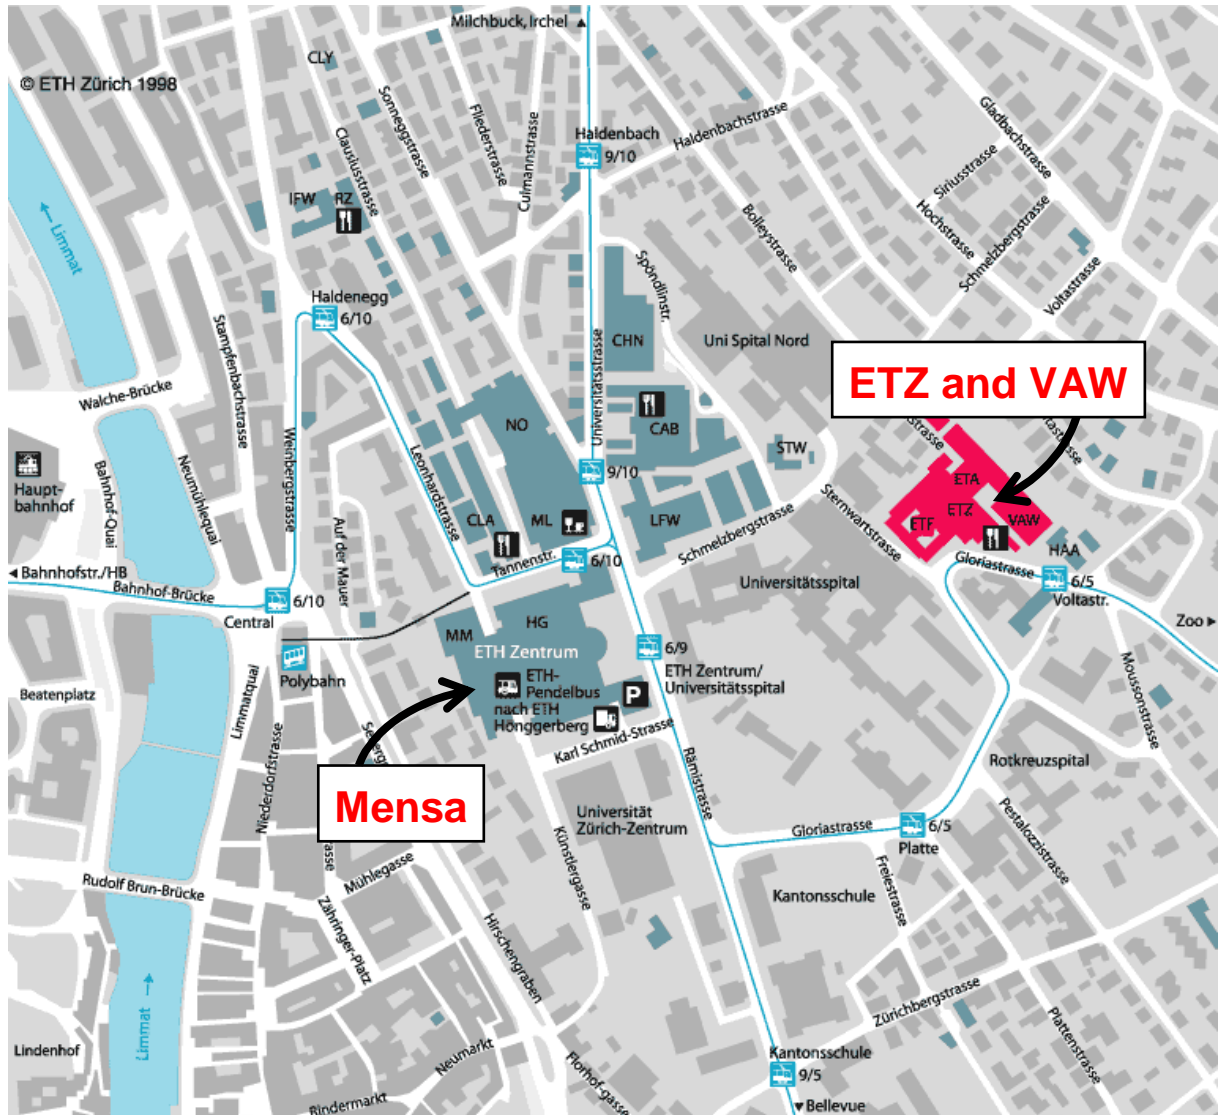 Milchbuck, Irchel ▲
© ETH Zürich 1998
CLY
Sonneggstrasse
Clausiusstrasse
Fliederstrasse
Culmannstrasse
Haldenbach
9/10
Haldenbachstrasse
Gladbachstrasse
Siriusstrasse
Hochstrasse
Schmelzbergstrasse
Voltastrasse
Bolleystrasse
Spöndlinstr.
IFW
RZ
Limmat
Haldenegg
6/10
Stampfenbachstrasse
Walche-Brücke
Weinbergstrasse
Leonhardstrasse
Universitätsstrasse
CHN
Uni Spital Nord
ETZ and VAW
NO
CAB
STW
Haupt-
bahnhof
Bahnhof-Quai
Neumühlequai
9/10
Sternwartstrasse
ETA
ETZ
ETF
VAW
HAA
CLA
ML
LFW
Schmelzbergstrasse
Auf der Mauer
Tannenstr.
6/10
Gloriastrasse
6/5
Voltastr.
Universitätsspital
◄ Bahnhofstr./HB
Bahnhof-Brücke
6/10
Central
Zoo ►
MM
HG
ETH Zentrum
6/9
ETH Zentrum/
Universitätsspital
Polybahn
ETH-
Pendelbus
nach ETH
Hönggerberg
P
Beatenplatz
Limmatquai
Niederdorfstrasse
Karl Schmid-Strasse
Moussonstrasse
Rämistrasse
Rotkreuzspital
Mensa
Universität
Zürich-Zentrum
Gloriastrasse
6/5
Platte
Pestalozzistrasse
Künstlergasse
Mühlegasse
Rudolf Brun-Brücke
Zähringer-Platz
Hirschengraben
Kantonsschule
Freiestrasse
Zürichbergstrasse
Plattenstrasse
Limmat
Lindenhof
Neumarkt
Florhof-gasse
Rindermarkt
Kantonsschule
9/5
▼ Bellevue